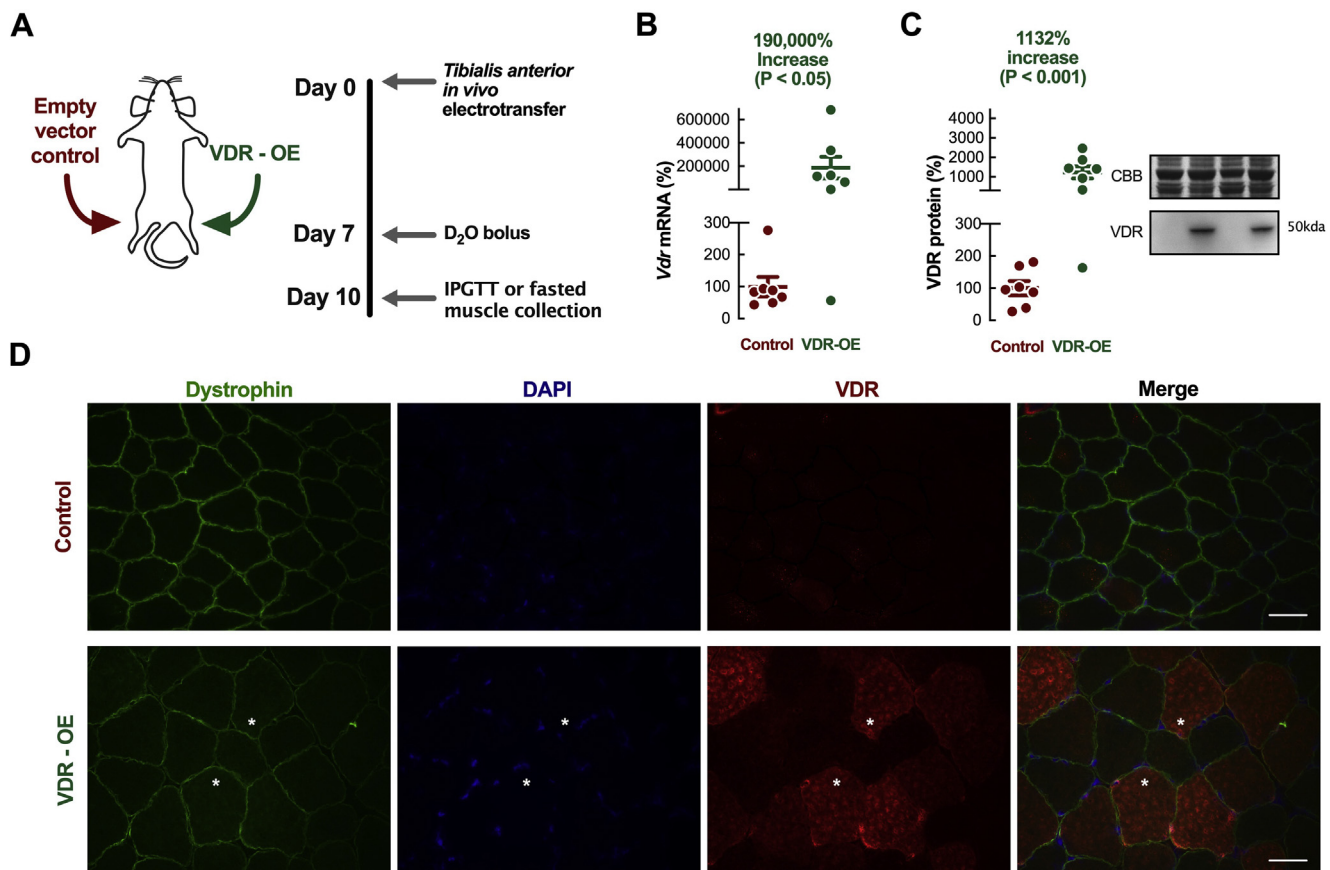 A
Empty
vector
control
VDR - OE
Day 0
Tibialis anterior
in vivo
electrotransfer
Day 7
D₂O bolus
Day 10
IPGTT or fasted
muscle collection
B
190,000%
Increase
(P < 0.05)
Vdr mRNA (%)
600000
400000
200000
300
200
100
0
Control
VDR-OE
C
1132%
increase
(P < 0.001)
VDR protein (%)
4000
3000
2000
1000
300
200
100
0
Control
VDR-OE
CBB
VDR
50kda
D
Dystrophin
DAPI
VDR
Merge
Control
VDR - OE
*
*
*
*
*
*
*
*